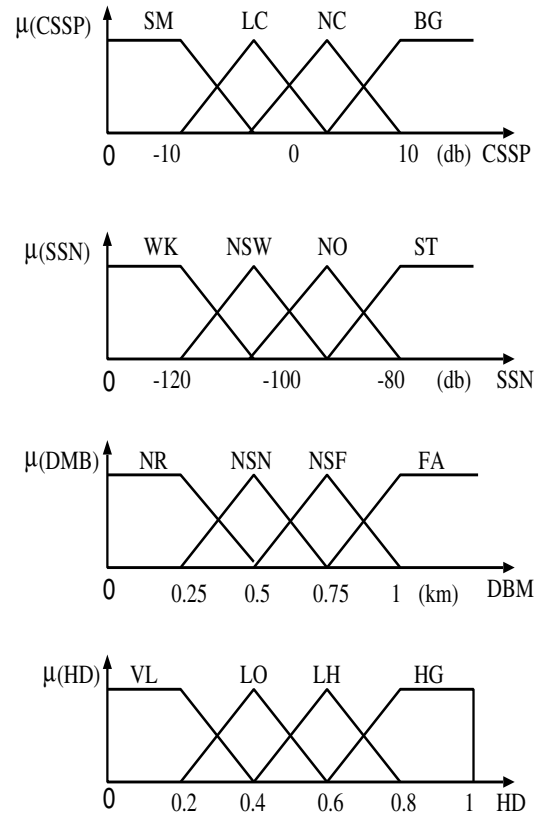 μ(CSSP) SM LC NC BG
0 -10 0 10 (db) CSSP
μ(SSN) WK NSW NO ST
0 -120 -100 -80 (db) SSN
μ(DMB) NR NSN NSF FA
0 0.25 0.5 0.75 1 (km) DBM
μ(HD) VL LO LH HG
0 0.2 0.4 0.6 0.8 1 HD